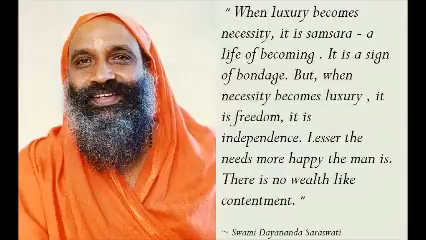 " When luxury becomes
necessity, it is samsara - a
life of becoming . It is a sign
of bondage. But, when
necessity becomes luxury , it
is freedom, it is
independence. Lesser the
needs more happy the man is.
There is no wealth like
contentment. "
~ Swami Dayananda Saraswati